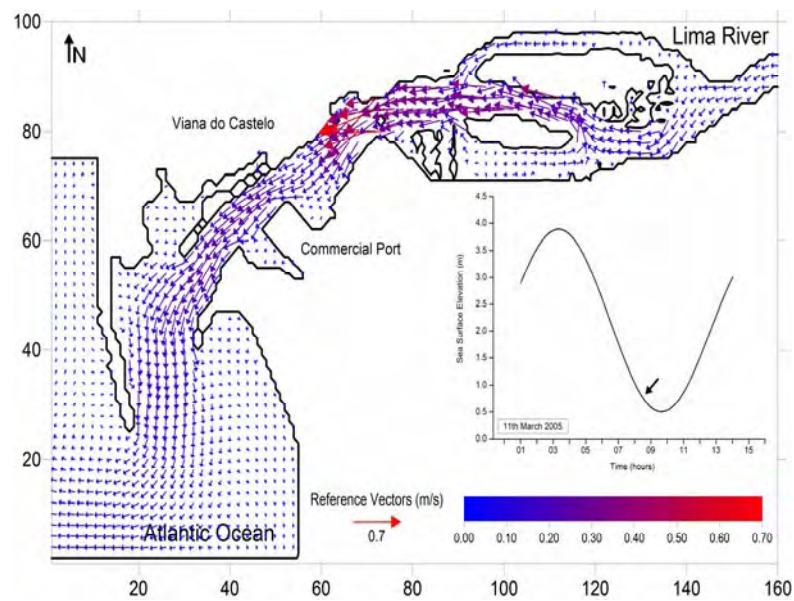 100
80
60
40
20
N
Lima River
Viana do Castelo
Commercial Port
Atlantic Ocean
Sea Surface Elevation (m)
4.5
4.0
3.5
3.0
2.5
2.0
1.5
1.0
0.5
0.0
11th March 2005
01 03 05 07 09 11 13 15
Time (hours)
Reference Vectors (m/s)
0.7
0.00 0.10 0.20 0.30 0.40 0.50 0.60 0.70
20 40 60 80 100 120 140 160